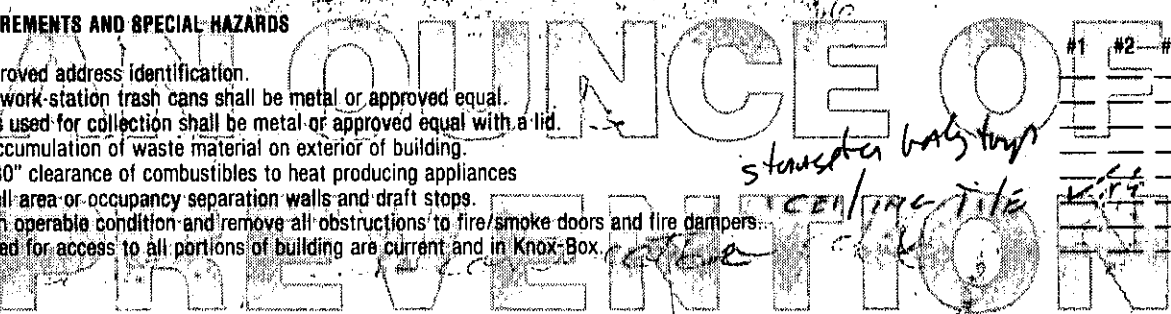 REMENTS AND SPECIAL HAZARDS
AN OUNCE OF
#1 #2 #
roved address identification.
work-station trash cans shall be metal or approved equal.
s used for collection shall be metal or approved equal with a lid.
ccumulation of waste material on exterior of building.
30" clearance of combustibles to heat producing appliances
all area or occupancy separation walls and draft stops.
CEILING TILE
n operable condition and remove all obstructions to fire/smoke doors and fire dampers.
ed for access to all portions of building are current and in Knox-Box.
PREVENTION